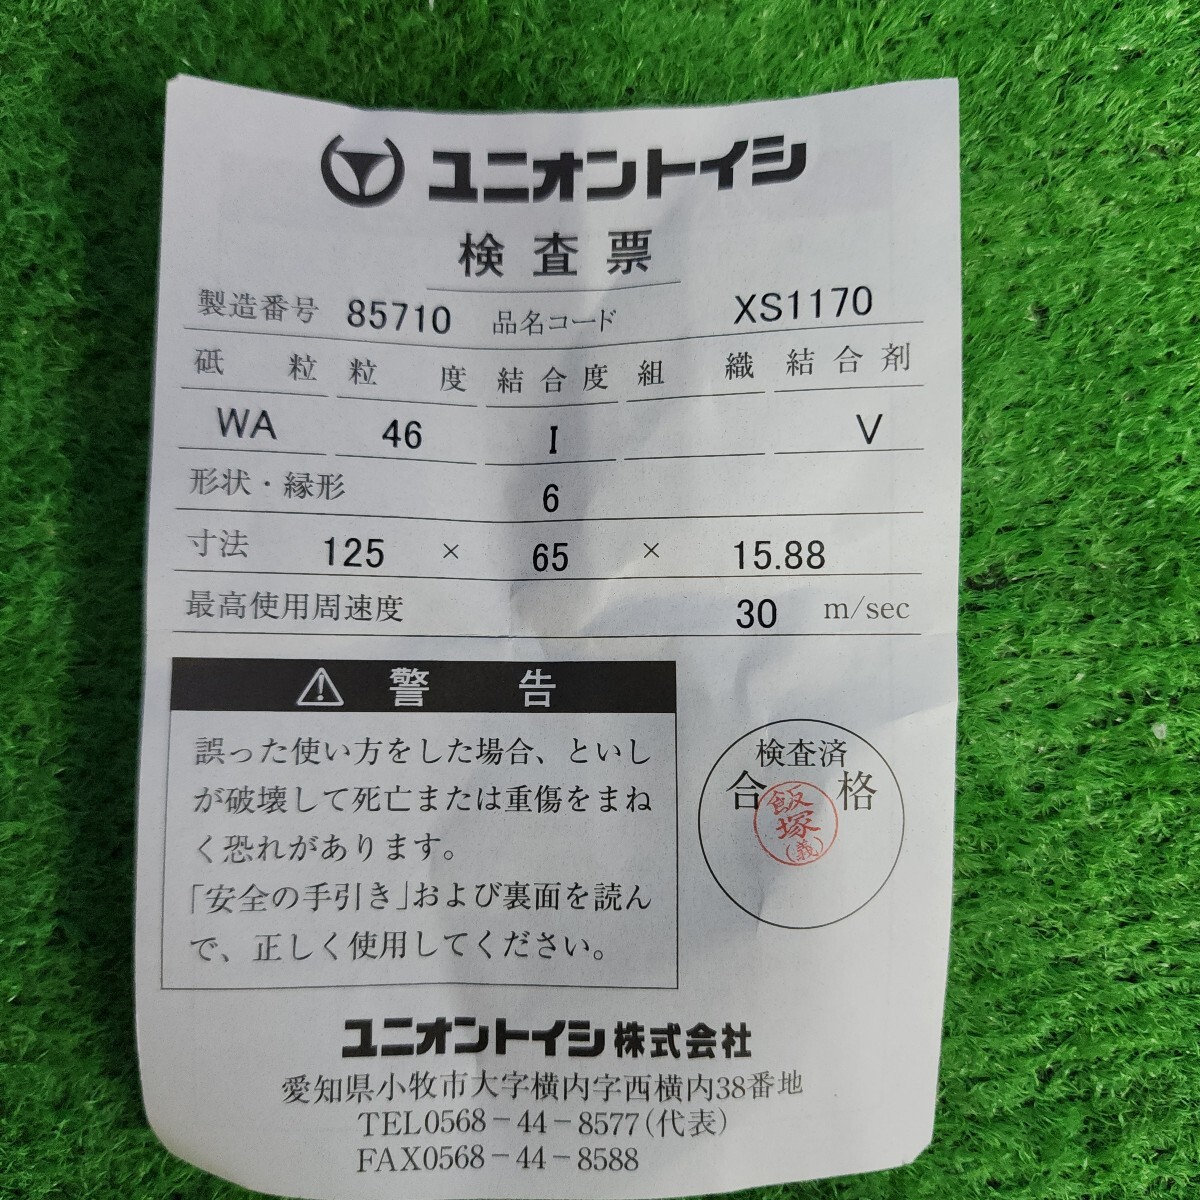 ユニオントイシ
検査票
製造番号 85710 品名コード XS1170
砥粒 粒度 結合度 組織 結合剤
WA 46 I V
形状・縁形 6
寸法 125 × 65 × 15.88
最高使用周速度 30 m/sec
警告
誤った使い方をした場合、といし
が破壊して死亡または重傷をまね
く恐れがあります。
「安全の手引き」および裏面を読ん
で、正しく使用してください。
検査済
合格
飯塚
(義)
ユニオントイシ株式会社
愛知県小牧市大字横内字西横内38番地
TEL0568-44-8577(代表)
FAX0568-44-8588